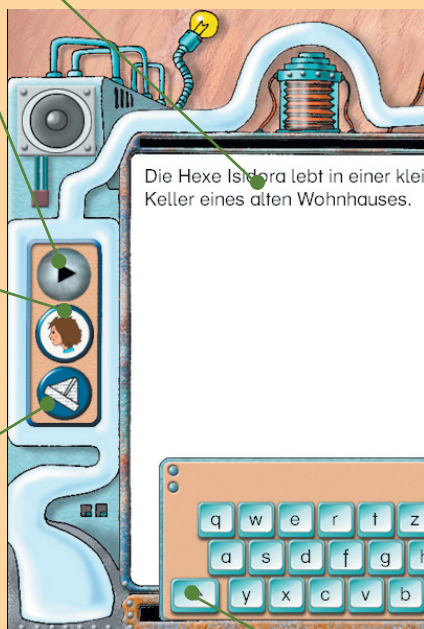 Die Hexe Isidora lebt in einer klei
Keller eines alten Wohnhauses.
q w e r t z
a s d f g h
y x c v b